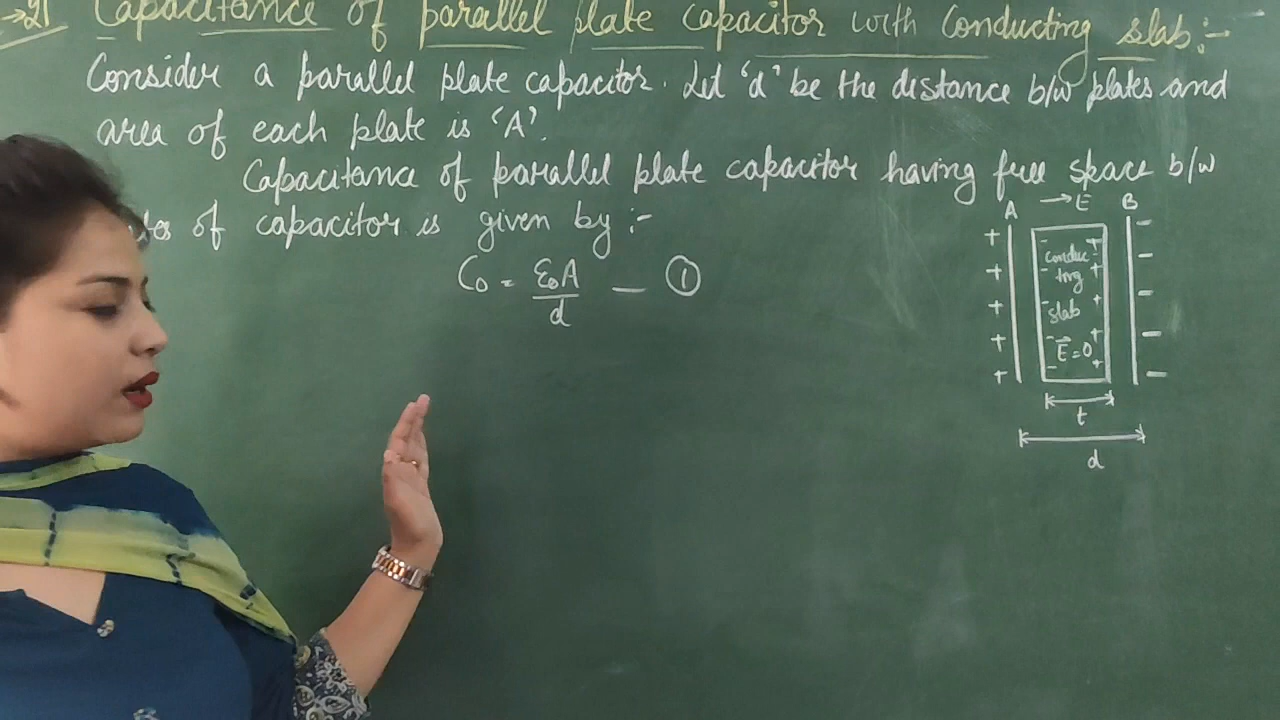 →21 Capacitance of parallel plate capacitor with conducting slab:-
Consider a parallel plate capacitor. Let 'd' be the distance b/w plates and
area of each plate is 'A'.
Capacitance of parallel plate capacitor having free space b/w
of capacitor is given by :-
C₀ = ε₀A/d — ①
A → E B
+ + + + +
- - - - -
conduc
ting
slab
E⃗=0
- - - - -
+ + + + +
t
d